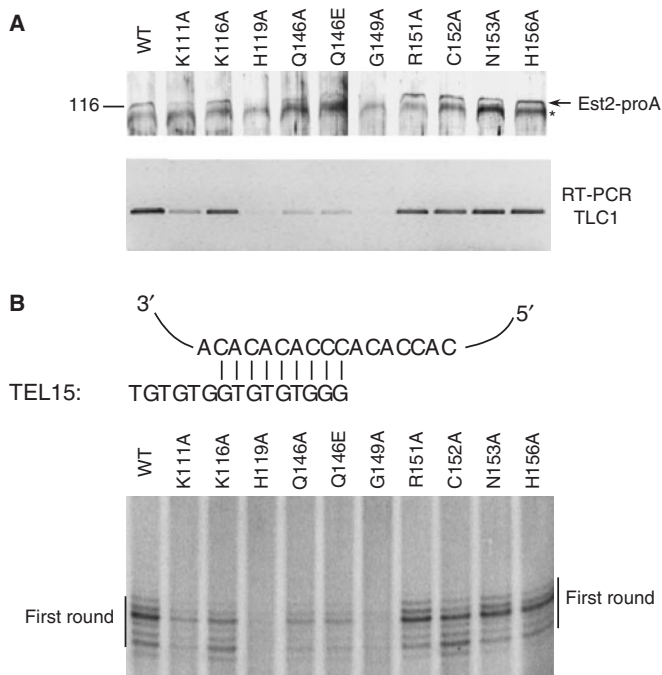 A
WT K111A K116A H119A Q146A Q146E G149A R151A C152A N153A H156A
116
Est2-proA
*
RT-PCR
TLC1
B
3′ 5′
ACACACACCCACACCAC
TEL15: TGTGTGGTGTGTGGG
WT K111A K116A H119A Q146A Q146E G149A R151A C152A N153A H156A
First round
First round